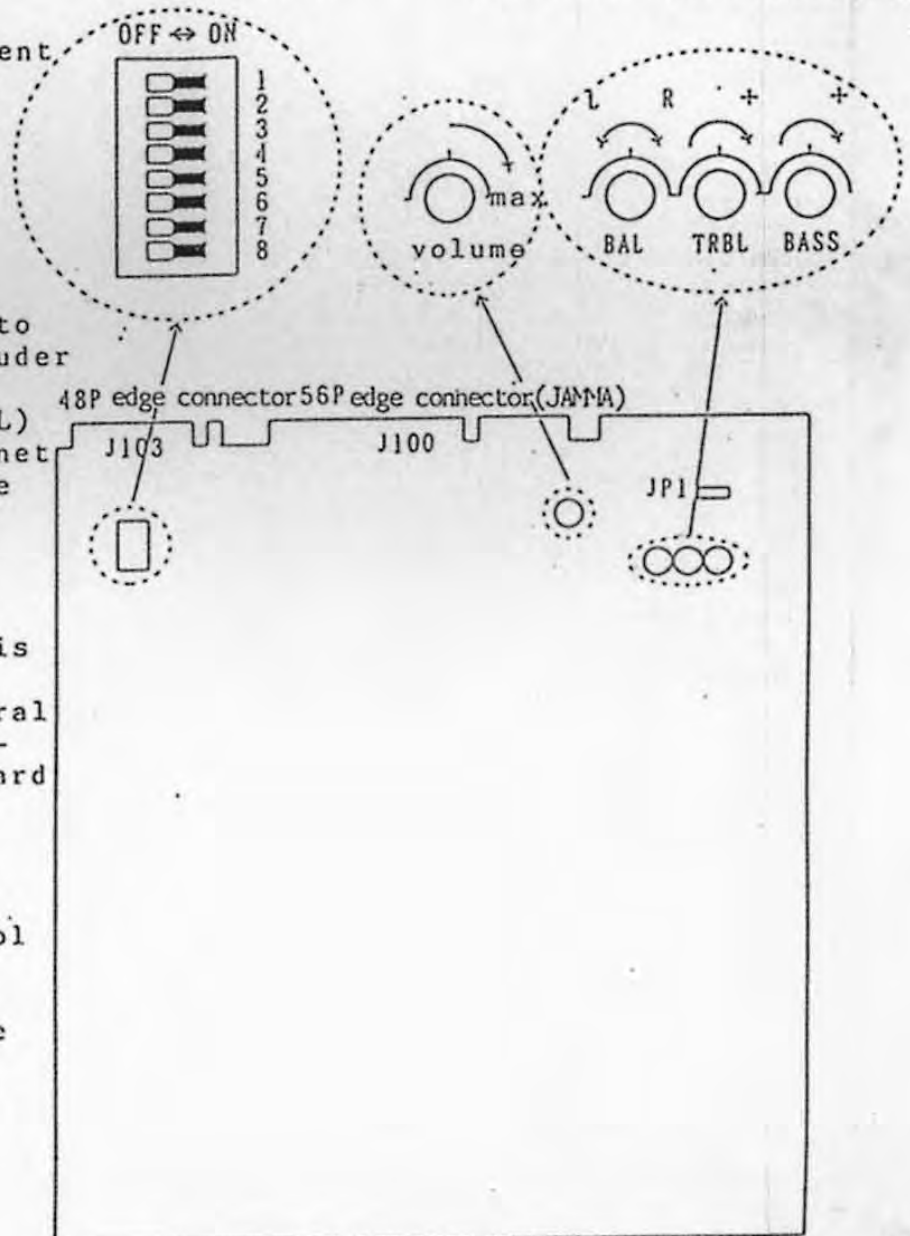 ent
OFF ⇔ ON
1
2
3
4
5
6
7
8
max
volume
L R + +
BAL TRBL BASS
to
uder
48P edge connector 56P edge connector(JAMMA)
L)
J103 J100
net
e
JP1
is
ral
-
ard
ol
e